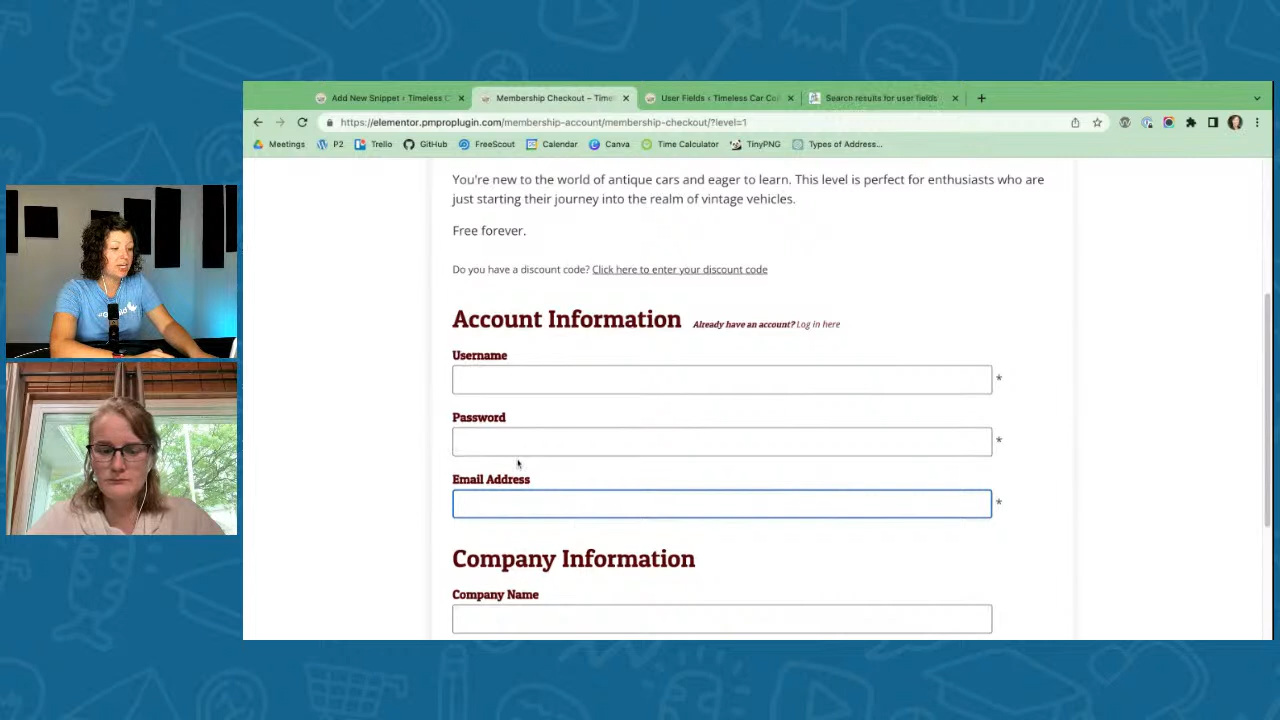 Add New Snippet ‹ Timeless C
Membership Checkout – Time
User Fields ‹ Timeless Car Col
Search results for user fields
https://elementor.pmproplugin.com/membership-account/membership-checkout/?level=1
Meetings
P2
Trello
GitHub
FreeScout
Calendar
Canva
Time Calculator
TinyPNG
Types of Address...
You're new to the world of antique cars and eager to learn. This level is perfect for enthusiasts who are
just starting their journey into the realm of vintage vehicles.
Free forever.
Do you have a discount code? Click here to enter your discount code
Account Information Already have an account? Log in here
Username
*
Password
*
Email Address
*
Company Information
Company Name